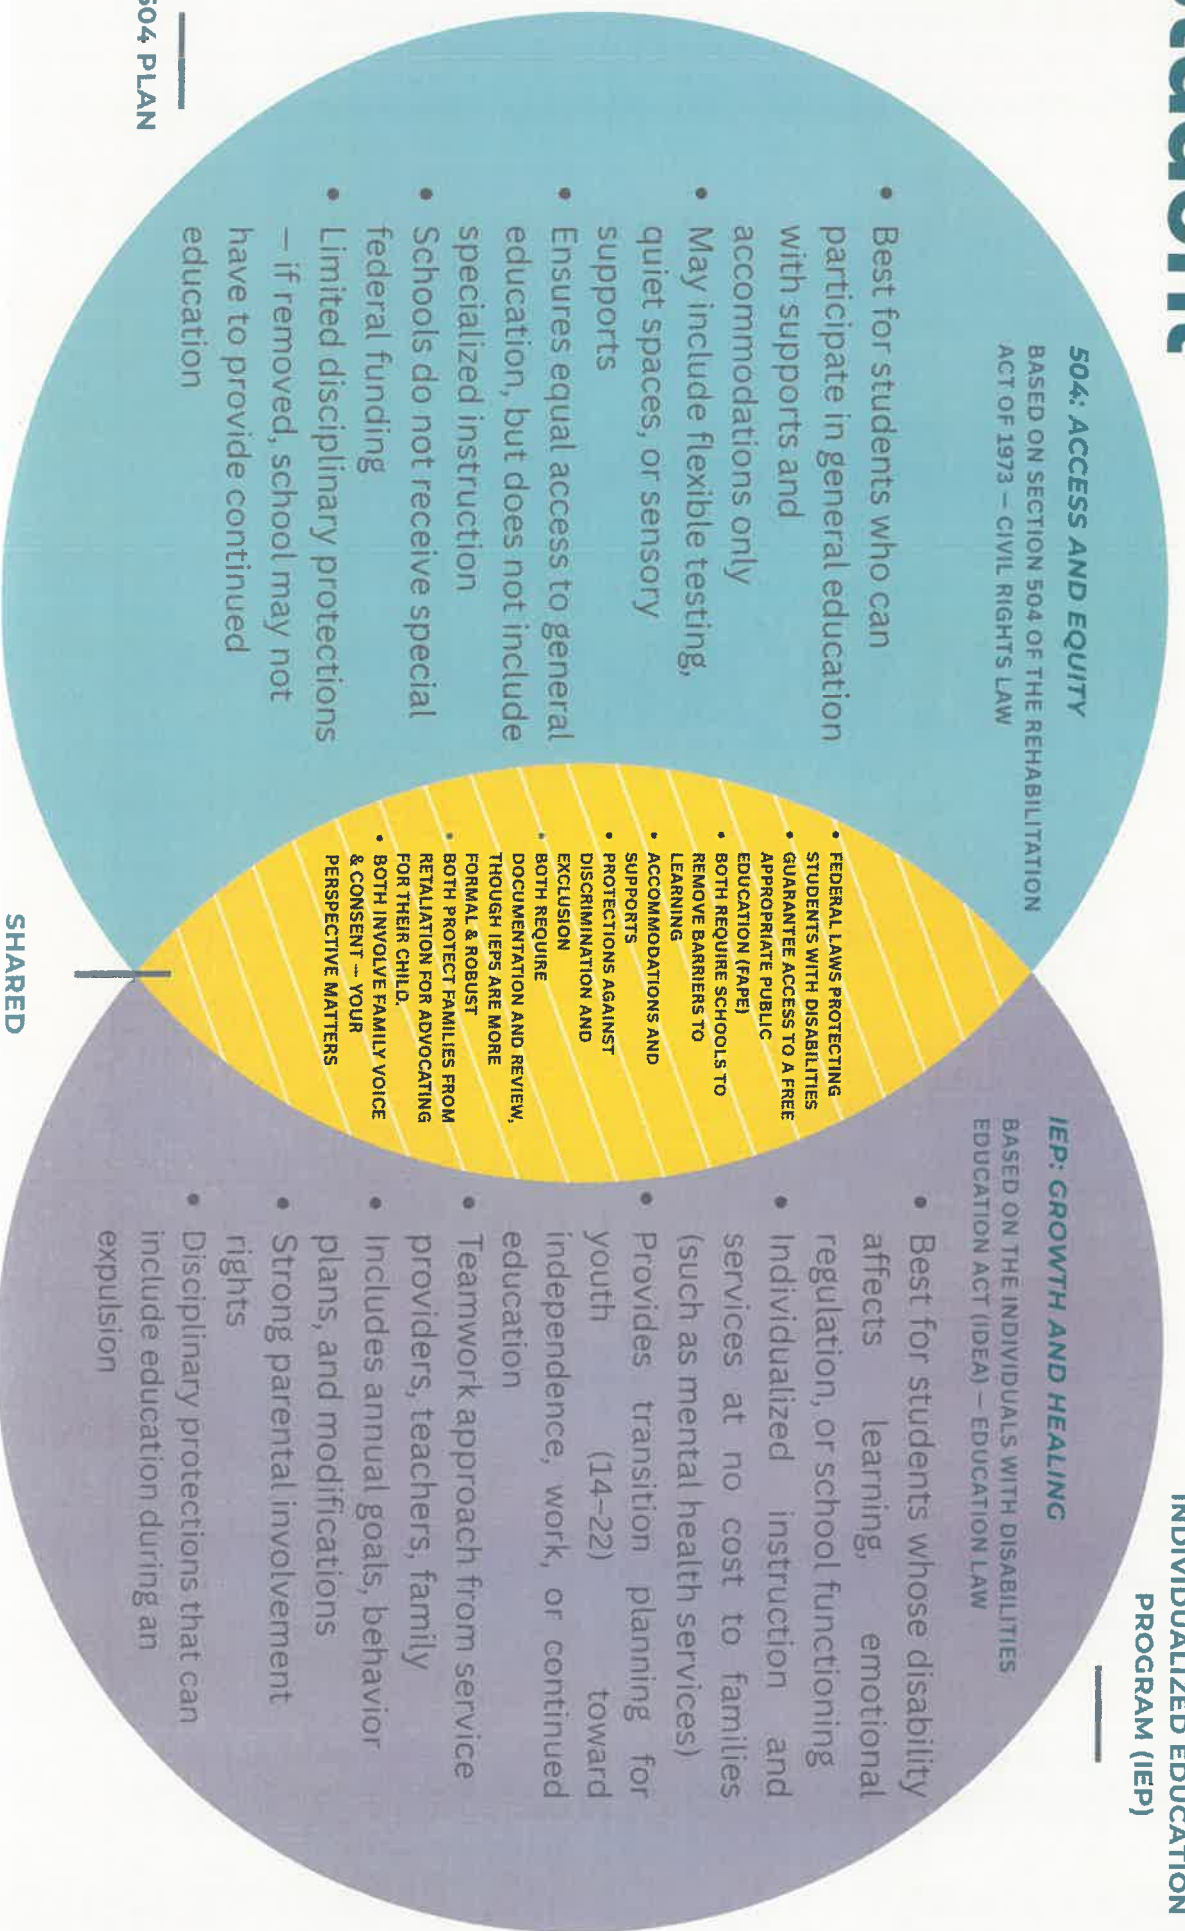 504 PLAN
504: ACCESS AND EQUITY
BASED ON SECTION 504 OF THE REHABILITATION
ACT OF 1973 – CIVIL RIGHTS LAW
• Best for students who can
participate in general education
with supports and
accommodations only
• May include flexible testing,
quiet spaces, or sensory
supports
• Ensures equal access to general
education, but does not include
specialized instruction
• Schools do not receive special
federal funding
• Limited disciplinary protections
– if removed, school may not
have to provide continued
education
• FEDERAL LAWS PROTECTING
STUDENTS WITH DISABILITIES
• GUARANTEE ACCESS TO A FREE
APPROPRIATE PUBLIC
EDUCATION (FAPE)
• BOTH REQUIRE SCHOOLS TO
REMOVE BARRIERS TO
LEARNING
• ACCOMMODATIONS AND
SUPPORTS
• PROTECTIONS AGAINST
DISCRIMINATION AND
EXCLUSION
• BOTH REQUIRE
DOCUMENTATION AND REVIEW,
THOUGH IEPS ARE MORE
FORMAL & ROBUST
• BOTH PROTECT FAMILIES FROM
RETALIATION FOR ADVOCATING
FOR THEIR CHILD.
• BOTH INVOLVE FAMILY VOICE
& CONSENT — YOUR
PERSPECTIVE MATTERS
SHARED
INDIVIDUALIZED EDUCATION
PROGRAM (IEP)
IEP: GROWTH AND HEALING
BASED ON THE INDIVIDUALS WITH DISABILITIES
EDUCATION ACT (IDEA) – EDUCATION LAW
• Best for students whose disability
affects learning, emotional
regulation, or school functioning
• Individualized instruction and
services at no cost to families
(such as mental health services)
• Provides transition planning for
youth (14–22) toward
independence, work, or continued
education
• Teamwork approach from service
providers, teachers, family
• Includes annual goals, behavior
plans, and modifications
• Strong parental involvement
rights
• Disciplinary protections that can
include education during an
expulsion